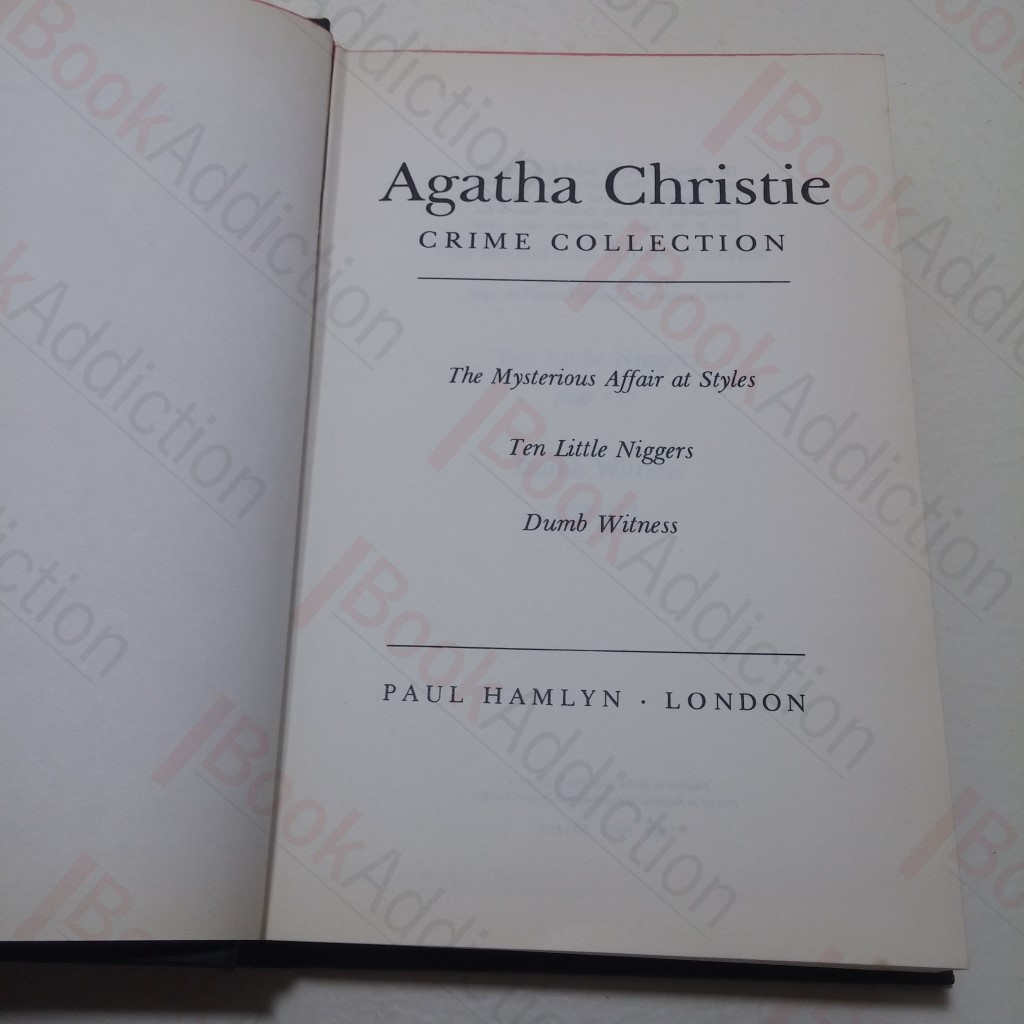 Agatha Christie
CRIME COLLECTION
The Mysterious Affair at Styles
Ten Little Niggers
Dumb Witness
PAUL HAMLYN · LONDON
BookAddiction